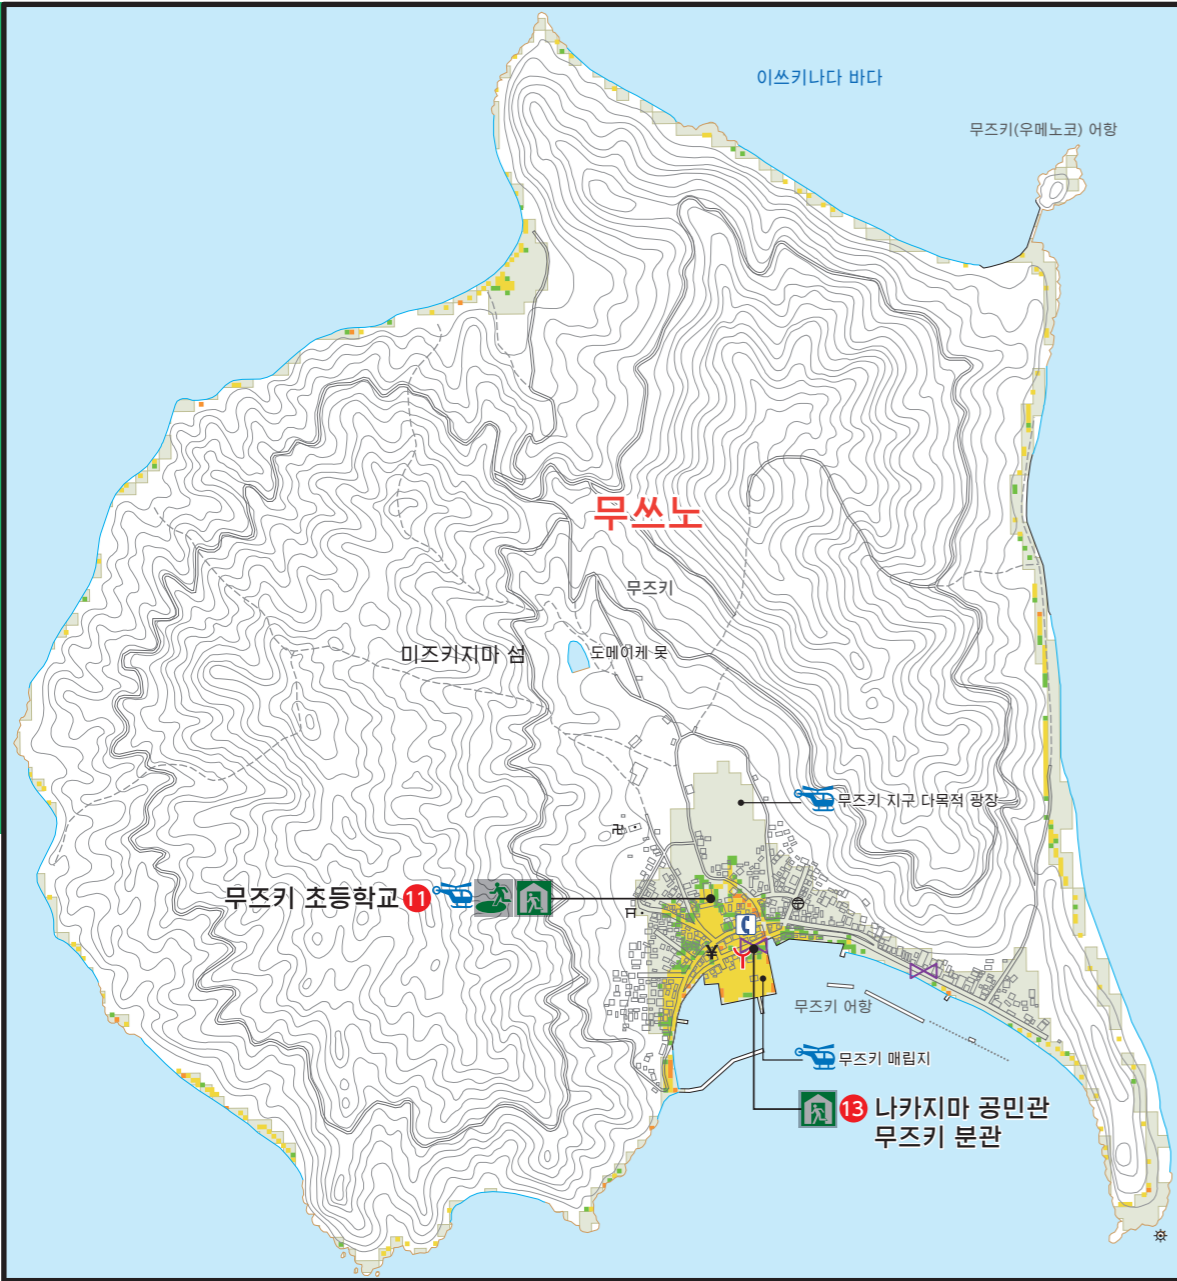 이쓰키나다 바다
무즈키(우메노코) 어항
무쓰노
무즈키
미즈키지마 섬
도메이케 못
무즈키 지구 다목적 광장
무즈키 초등학교 11
무즈키 어항
무즈키 매립지
13 나카지마 공민관
무즈키 분관